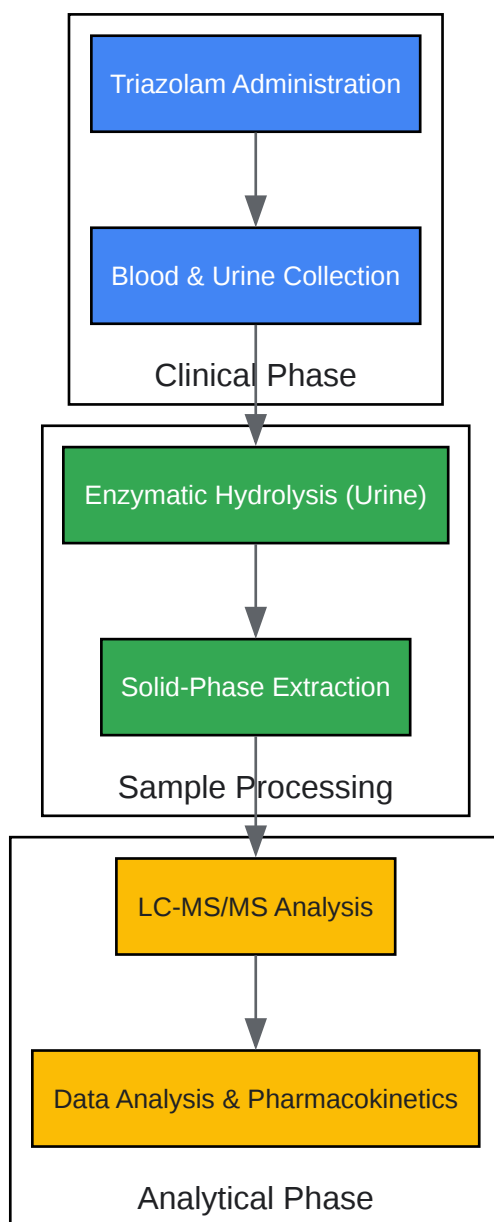 Triazolam Administration
Blood & Urine Collection
Clinical Phase
Enzymatic Hydrolysis (Urine)
Solid-Phase Extraction
Sample Processing
LC-MS/MS Analysis
Data Analysis & Pharmacokinetics
Analytical Phase